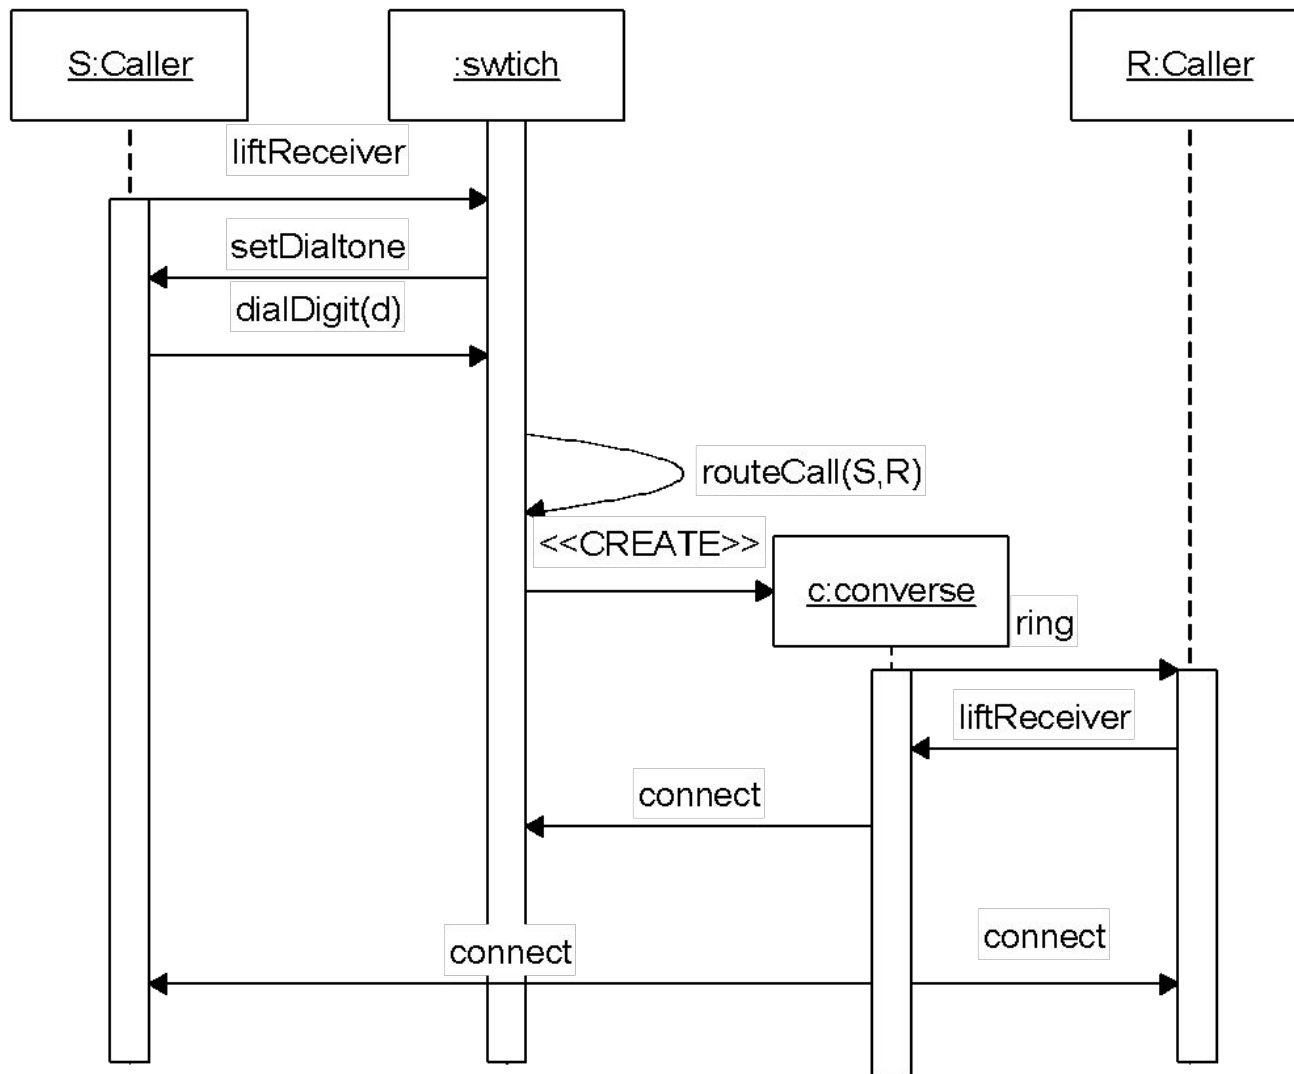 S:Caller
:swtich
R:Caller
liftReceiver
setDialtone
dialDigit(d)
routeCall(S,R)
<<CREATE>>
c:converse
ring
liftReceiver
connect
connect
connect